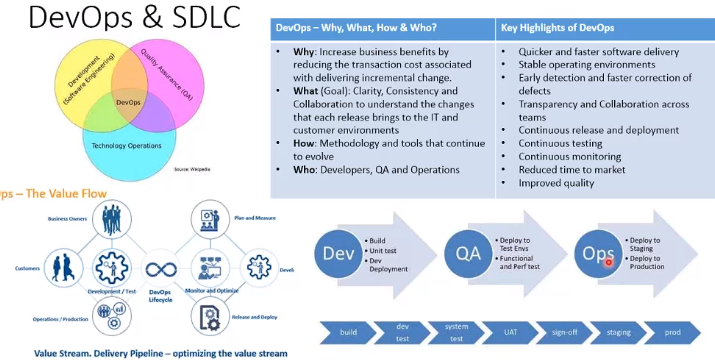 DevOps & SDLC
Development
(Software Engineering)
Quality Assurance (QA)
DevOps
Technology Operations
Source: Wikipedia
DevOps – Why, What, How & Who?
• Why: Increase business benefits by
reducing the transaction cost associated
with delivering incremental change.
• What (Goal): Clarity, Consistency and
Collaboration to understand the changes
that each release brings to the IT and
customer environments
• How: Methodology and tools that continue
to evolve
• Who: Developers, QA and Operations
Key Highlights of DevOps
• Quicker and faster software delivery
• Stable operating environments
• Early detection and faster correction of
defects
• Transparency and Collaboration across
teams
• Continuous release and deployment
• Continuous testing
• Continuous monitoring
• Reduced time to market
• Improved quality
Ops – The Value Flow
Business Owners
Plan and Measure
Customers
Development / Test
DevOps
Lifecycle
Monitor and Optimize
Develo
Operations / Production
Release and Deploy
Value Stream. Delivery Pipeline – optimizing the value stream
Dev
• Build
• Unit test
• Dev
Deployment
QA
• Deploy to
Test Envs
• Functional
and Perf test
Ops
• Deploy to
Staging
• Deploy to
Production
build
dev
test
system
test
UAT
sign-off
staging
prod